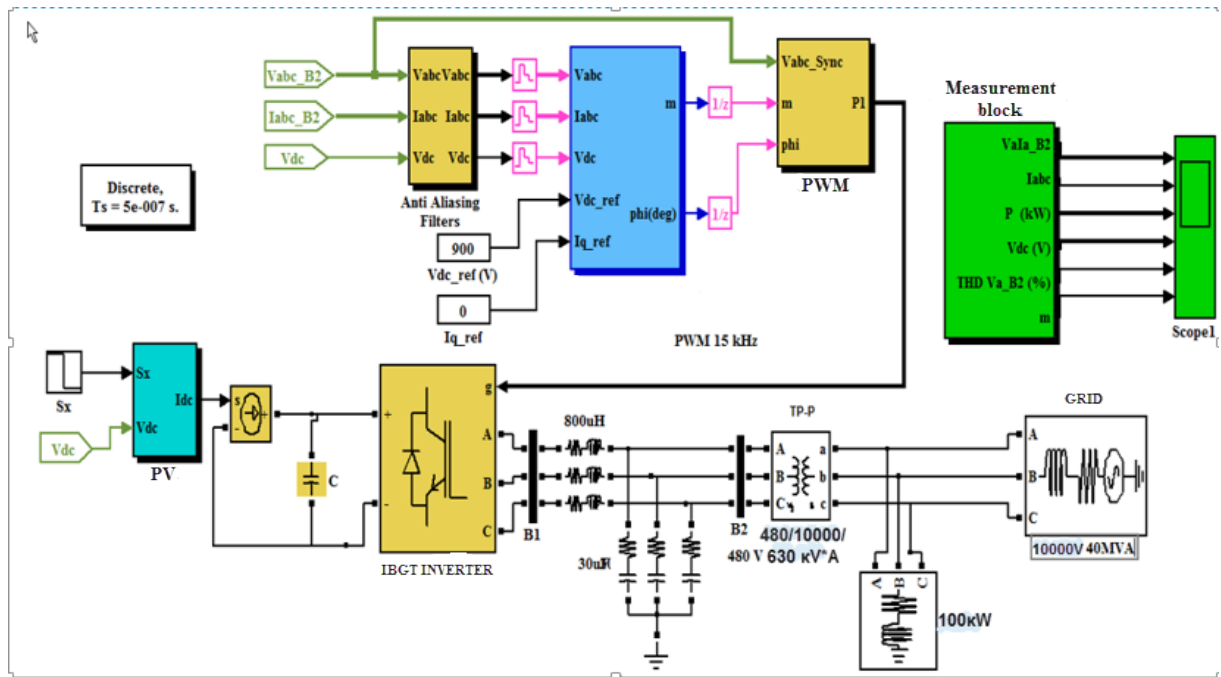 Vabc_B2
Iabc_B2
Vdc
Vabc Vabc
Iabc Iabc
Vdc Vdc
Anti Aliasing
Filters
900
Vdc_ref (V)
0
Iq_ref
Vabc
Iabc
Vdc
Vdc_ref
Iq_ref
m
phi(deg)
1/z
1/z
Vabc_Sync
m
phi
P1
PWM
Measurement
block
VaIa_B2
Iabc
P (kW)
Vdc (V)
THD Va_B2 (%)
m
Scope1
Discrete,
Ts = 5e-007 s.
PWM 15 kHz
Sx
Vdc
Sx
Vdc
Idc
PV
s
+
-
C
+
-
g
A
B
C
IBGT INVERTER
B1
800uH
30uF
B2
TP-P
A a
B b
C c
480/10000/
480 V 630 кV*A
A B C
100кW
GRID
A
B
C
10000V 40MVA